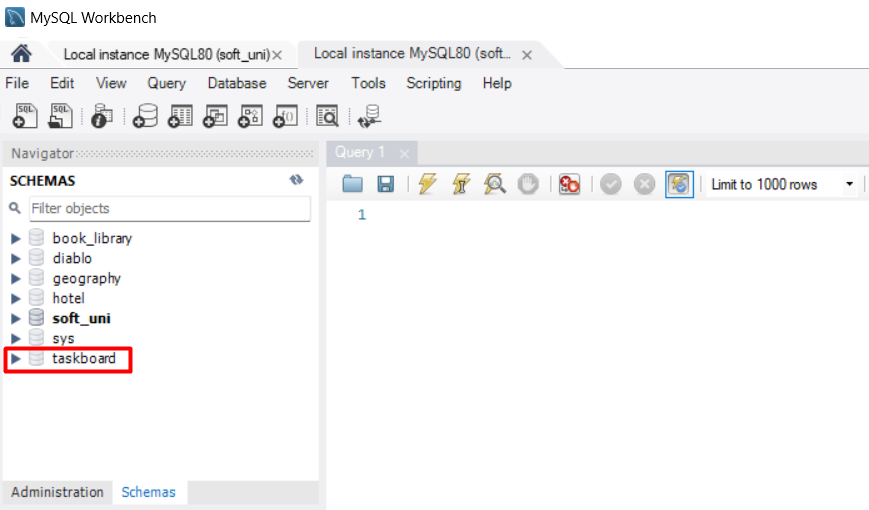 MySQL Workbench
Local instance MySQL80 (soft_uni) Local instance MySQL80 (soft...
File Edit View Query Database Server Tools Scripting Help
SQL SQL
Navigator Query 1
SCHEMAS Limit to 1000 rows
Filter objects 1
book_library
diablo
geography
hotel
soft_uni
sys
taskboard
Administration Schemas